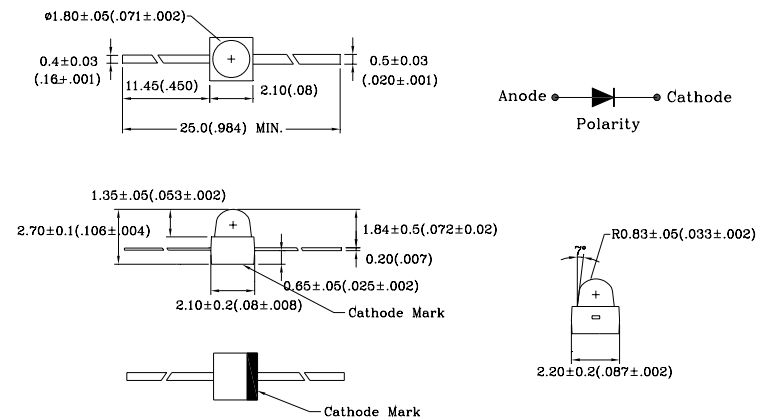 ø1.80±.05(.071±.002)
0.4±0.03
(.16±.001)
0.5±0.03
(.020±.001)
11.45(.450)
2.10(.08)
25.0(.984) MIN.
Anode
Cathode
Polarity
1.35±.05(.053±.002)
2.70±0.1(.106±.004)
1.84±0.5(.072±0.02)
0.20(.007)
0.65±.05(.025±.002)
2.10±0.2(.08±.008)
Cathode Mark
7°
R0.83±.05(.033±.002)
2.20±0.2(.087±.002)
Cathode Mark